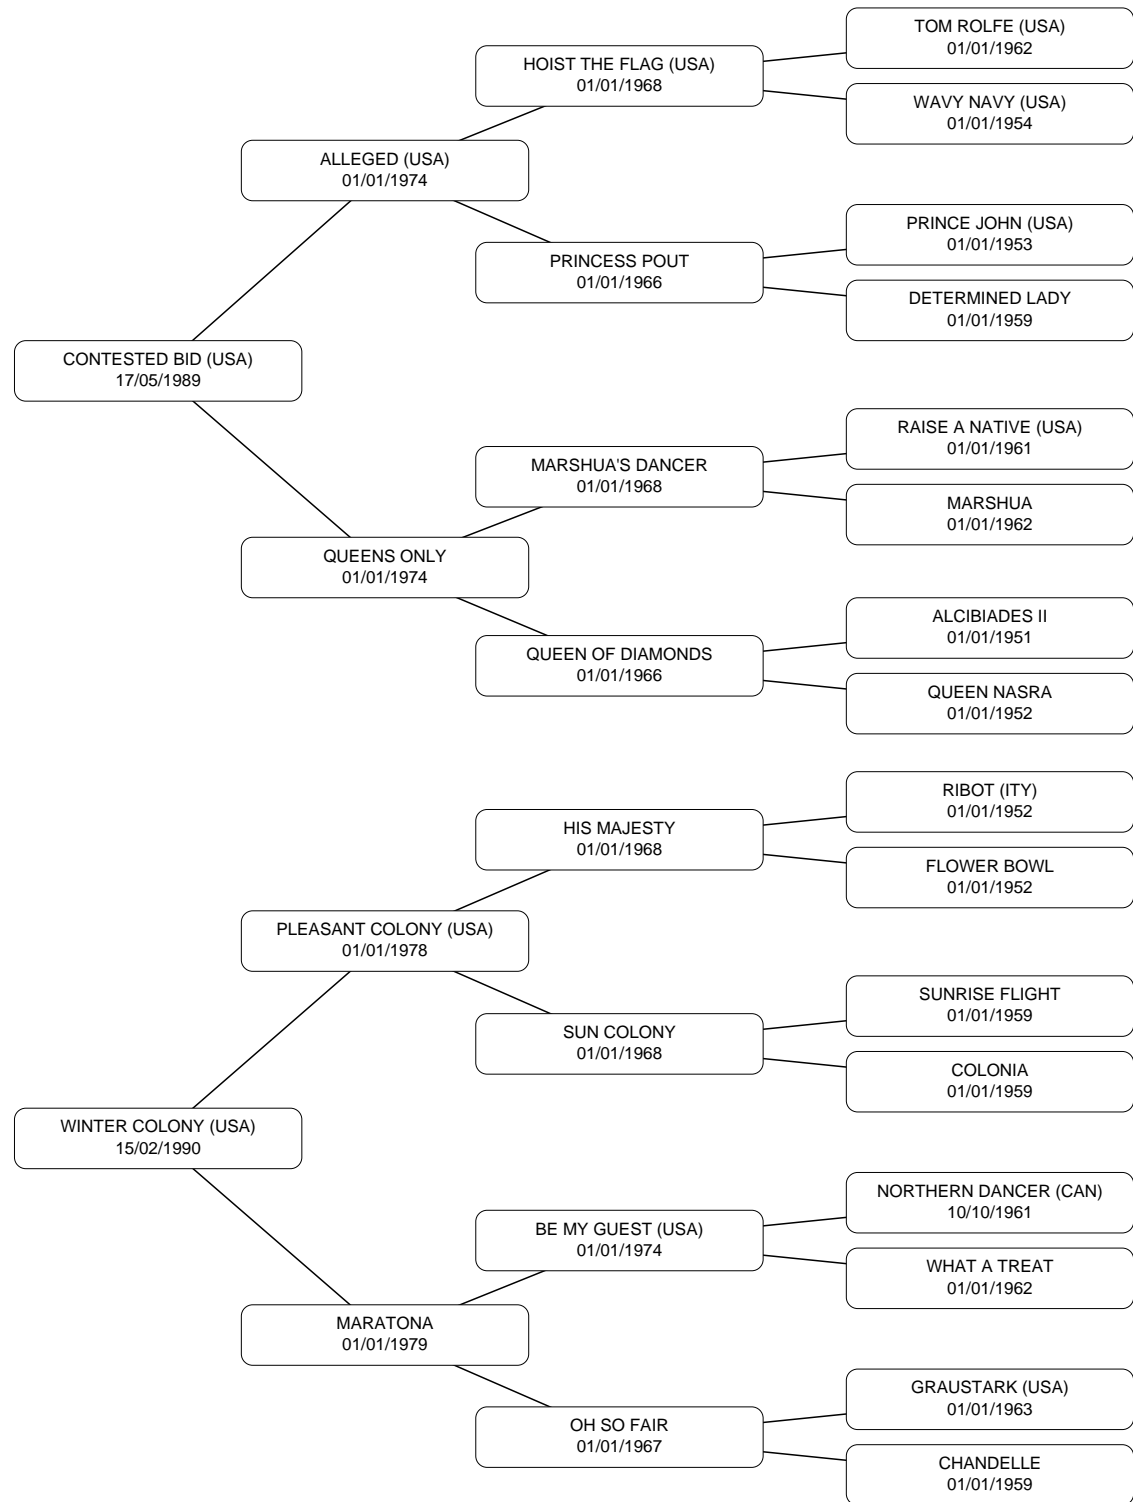 TOM ROLFE (USA)
01/01/1962
HOIST THE FLAG (USA)
01/01/1968
WAVY NAVY (USA)
01/01/1954
ALLEGED (USA)
01/01/1974
PRINCE JOHN (USA)
01/01/1953
PRINCESS POUT
01/01/1966
DETERMINED LADY
01/01/1959
CONTESTED BID (USA)
17/05/1989
RAISE A NATIVE (USA)
01/01/1961
MARSHUA'S DANCER
01/01/1968
MARSHUA
01/01/1962
QUEENS ONLY
01/01/1974
ALCIBIADES II
01/01/1951
QUEEN OF DIAMONDS
01/01/1966
QUEEN NASRA
01/01/1952
RIBOT (ITY)
01/01/1952
HIS MAJESTY
01/01/1968
FLOWER BOWL
01/01/1952
PLEASANT COLONY (USA)
01/01/1978
SUNRISE FLIGHT
01/01/1959
SUN COLONY
01/01/1968
COLONIA
01/01/1959
WINTER COLONY (USA)
15/02/1990
NORTHERN DANCER (CAN)
10/10/1961
BE MY GUEST (USA)
01/01/1974
WHAT A TREAT
01/01/1962
MARATONA
01/01/1979
GRAUSTARK (USA)
01/01/1963
OH SO FAIR
01/01/1967
CHANDELLE
01/01/1959